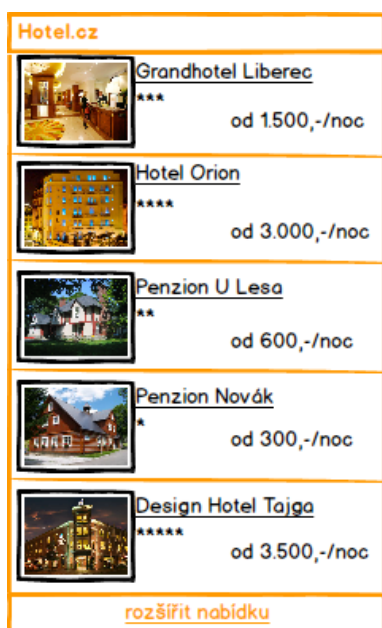 Hotel.cz
Grandhotel Liberec
***
od 1.500,-/noc
Hotel Orion
****
od 3.000,-/noc
Penzion U Lesa
**
od 600,-/noc
Penzion Novák
*
od 300,-/noc
Design Hotel Tajga
*****
od 3.500,-/noc
rozšířit nabídku